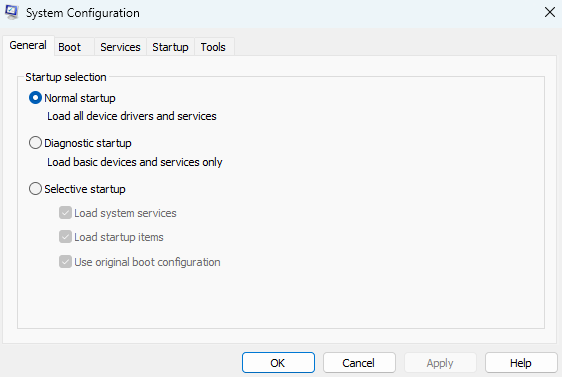 System Configuration
General Boot Services Startup Tools
Startup selection
Normal startup
Load all device drivers and services
Diagnostic startup
Load basic devices and services only
Selective startup
Load system services
Load startup items
Use original boot configuration
OK Cancel Apply Help